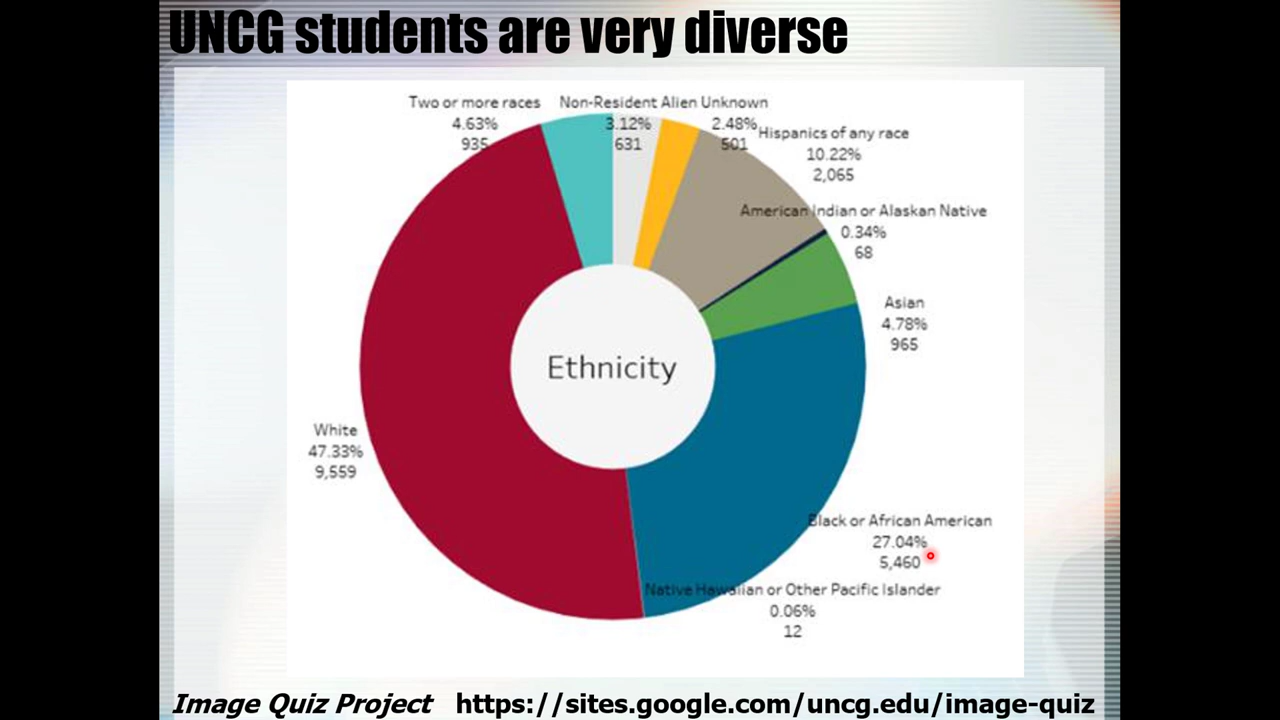 UNCG students are very diverse
Two or more races
4.63%
935
Non-Resident Alien
3.12%
631
Unknown
2.48%
501
Hispanics of any race
10.22%
2,065
American Indian or Alaskan Native
0.34%
68
Asian
4.78%
965
Ethnicity
White
47.33%
9,559
Black or African American
27.04%
5,460
Native Hawaiian or Other Pacific Islander
0.06%
12
Image Quiz Project https://sites.google.com/uncg.edu/image-quiz